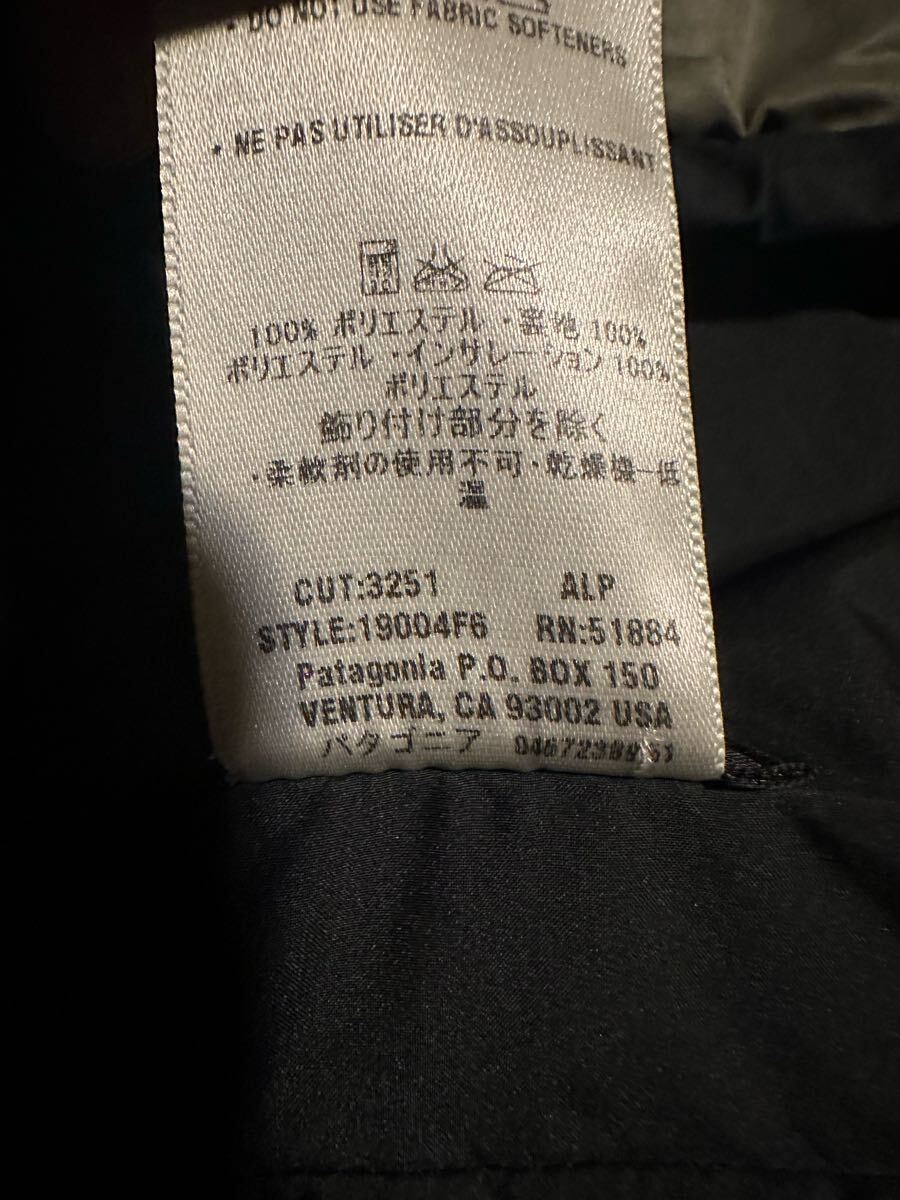 • DO NOT USE FABRIC SOFTENERS
• NE PAS UTILISER D'ASSOUPLISSANT
100% ポリエステル ・裏地 100%
ポリエステル ・インサレーション 100%
ポリエステル
飾り付け部分を除く
・柔軟剤の使用不可・乾燥機－低
温
CUT:3251 ALP
STYLE:19004F6 RN:51884
Patagonia P.O. BOX 150
VENTURA, CA 93002 USA
パタゴニア